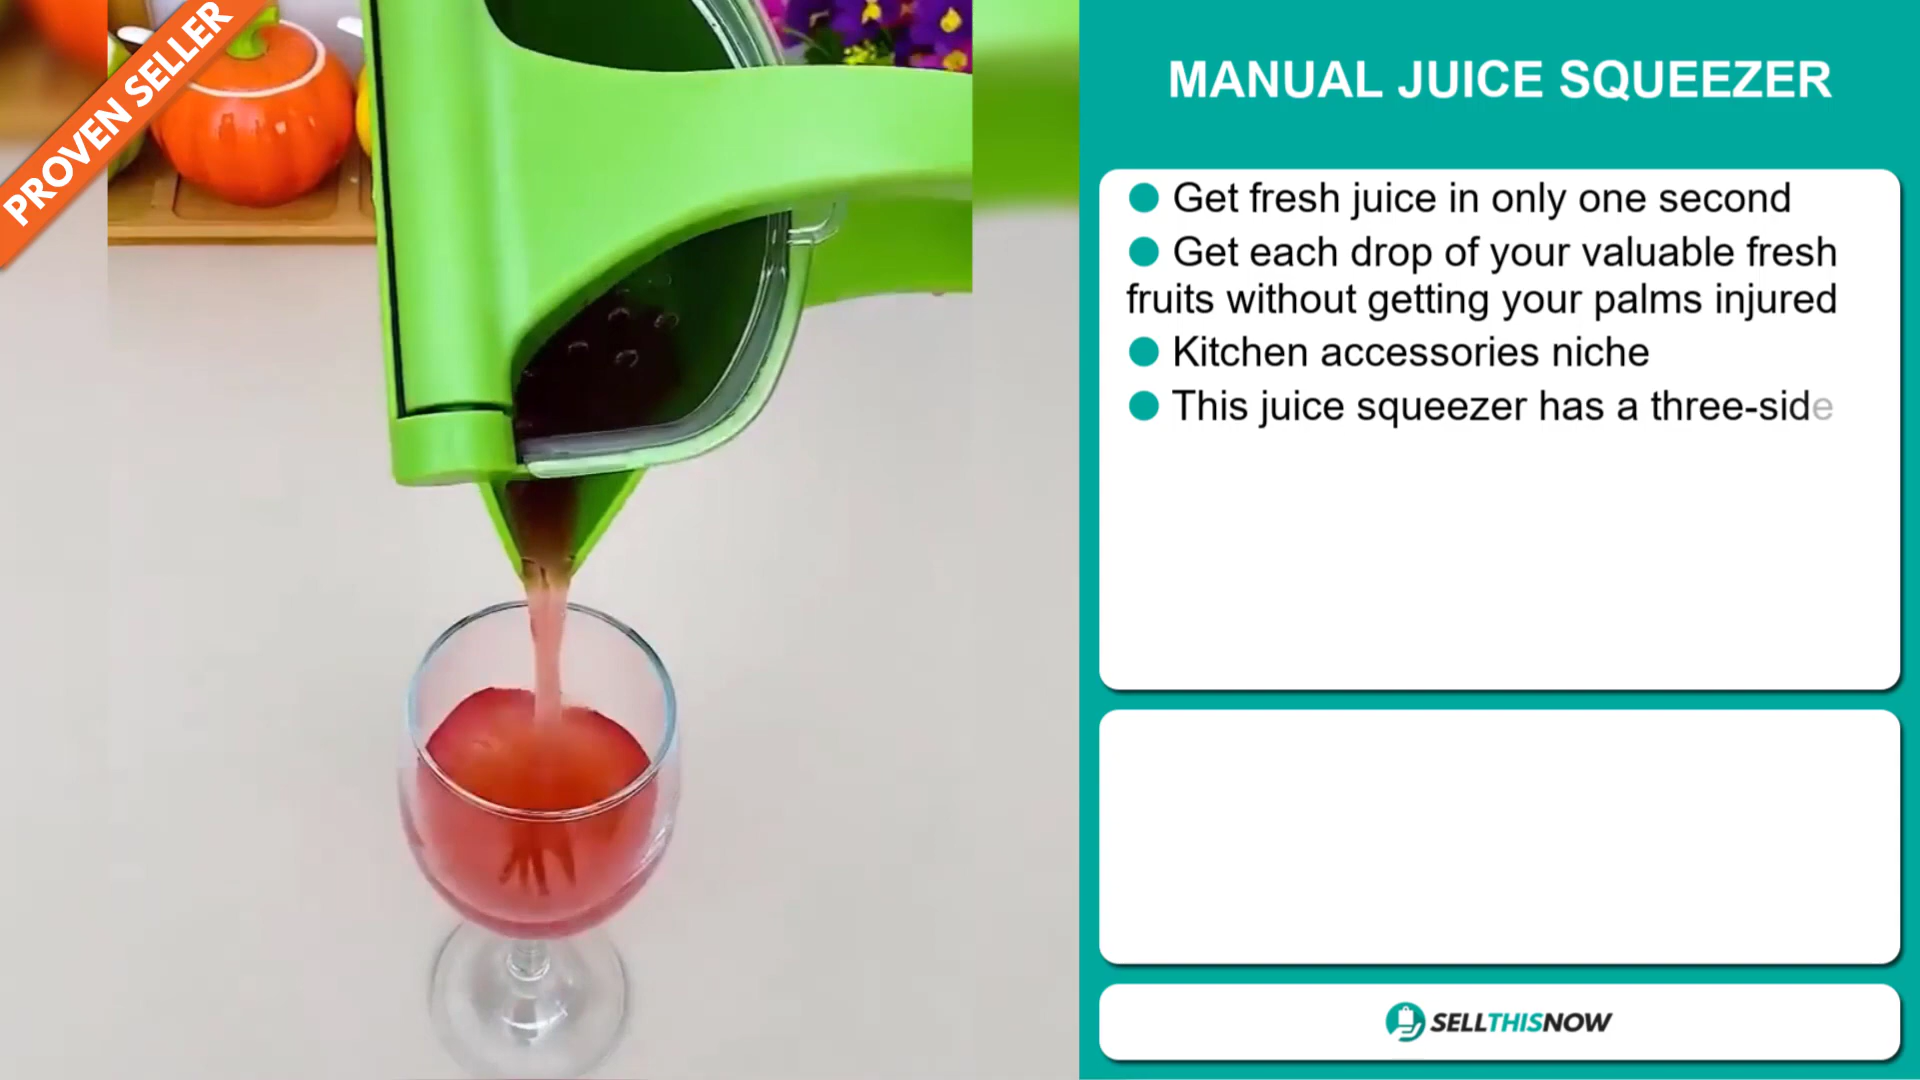 PROVEN SELLER
MANUAL JUICE SQUEEZER
● Get fresh juice in only one second
● Get each drop of your valuable fresh
fruits without getting your palms injured
● Kitchen accessories niche
● This juice squeezer has a three-side
SELLTHISNOW